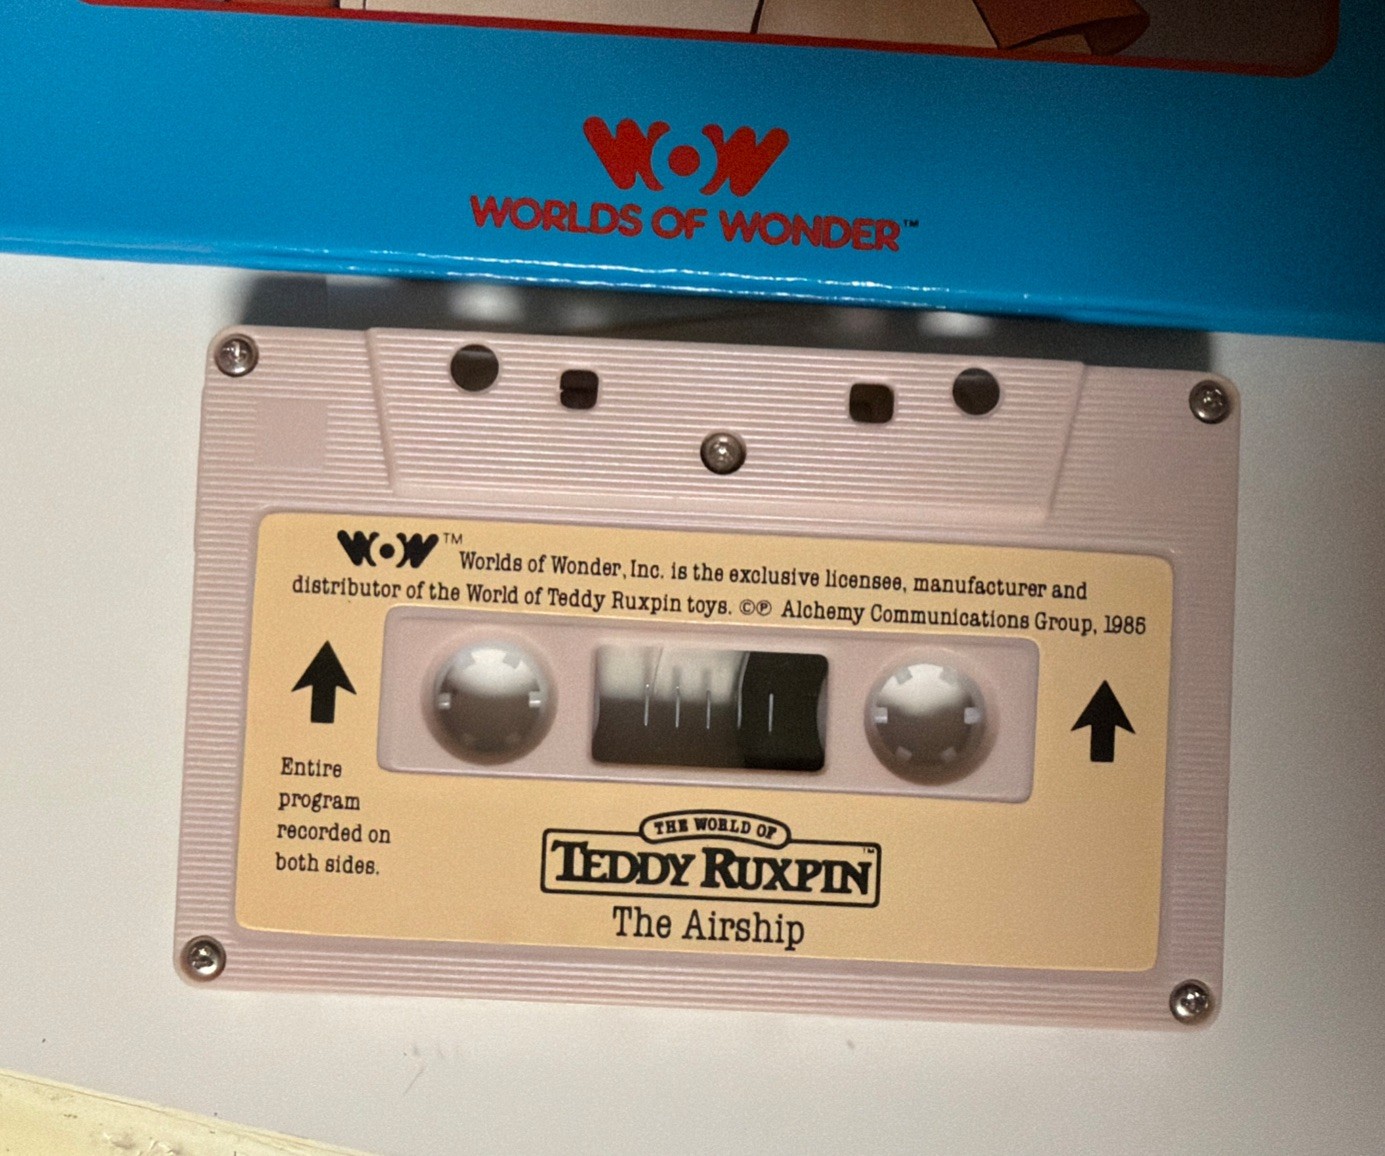 WOW
WORLDS OF WONDER™
WOW™ Worlds of Wonder, Inc. is the exclusive licensee, manufacturer and
distributor of the World of Teddy Ruxpin toys. ©℗ Alchemy Communications Group, 1985
Entire
program
recorded on
both sides.
THE WORLD OF
TEDDY RUXPIN™
The Airship